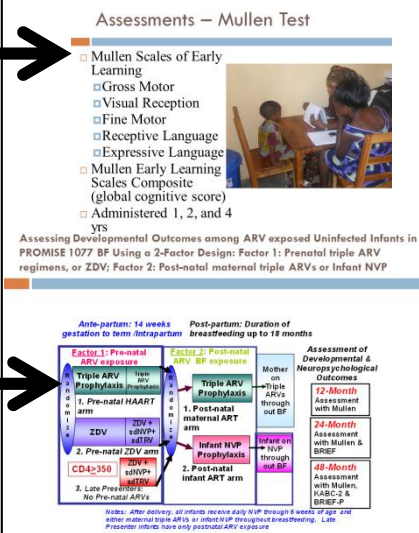 Assessments – Mullen Test
Mullen Scales of Early
Learning
Gross Motor
Visual Reception
Fine Motor
Receptive Language
Expressive Language
Mullen Early Learning
Scales Composite
(global cognitive score)
Administered 1, 2, and 4
yrs
Assessing Developmental Outcomes among ARV exposed Uninfected Infants in
PROMISE 1077 BF Using a 2-Factor Design: Factor 1: Prenatal triple ARV
regimens, or ZDV; Factor 2: Post-natal maternal triple ARVs or Infant NVP
Ante-partum: 14 weeks
gestation to term /Intrapartum
Post-partum: Duration of
breastfeeding up to 18 months
Factor 1: Pre-natal
ARV exposure
Factor 2: Post-natal
ARV BF exposure
Assessment of
Developmental &
Neuropsychological
Outcomes
Randomize
Triple ARV
Prophylaxis
Triple
ARV
Prophylaxis
1. Pre-natal HAART
arm
ZDV
ZDV +
sdNVP+
sdTRV
2. Pre-natal ZDV arm
CD4≥350
ZDV +
sdNVP+
sdTRV
3. Late Presenters;
No Pre-natal ARVs
Randomize
Triple ARV
Prophylaxis
1. Post-natal
maternal ART
arm
Infant NVP
Prophylaxis
2. Post-natal
infant ART arm
Mother
on
Triple
ARVs
through
out BF
Infant on
NVP
through
out BF
12-Month
Assessment
with Mullen
24-Month
Assessment
with Mullen &
BRIEF
48-Month
Assessment
with Mullen,
KABC-2 &
BRIEF-P
Notes: After delivery, all infants receive daily NVP through 6 weeks of age and
either maternal triple ARVs or infant NVP throughout breastfeeding. Late
Presenter infants have only postnatal ARV exposure